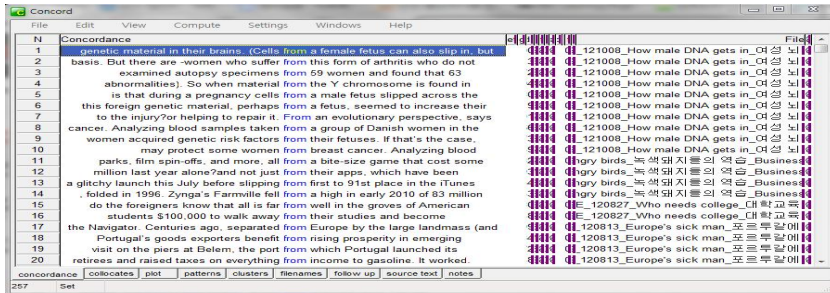 Concord
File Edit View Compute Settings Windows Help
N Concordance File
1 genetic material in their brains. (Cells from a female fetus can also slip in, but _121008_How male DNA gets in_여성 뇌
2 basis. But there are -women who suffer from this form of arthritis who do not _121008_How male DNA gets in_여성 뇌
3 examined autopsy specimens from 59 women and found that 63 _121008_How male DNA gets in_여성 뇌
4 abnormalities). So when material from the Y chromosome is found in _121008_How male DNA gets in_여성 뇌
5 is that during a pregnancy cells from a male fetus slipped across the _121008_How male DNA gets in_여성 뇌
6 this foreign genetic material, perhaps from a fetus, seemed to increase their _121008_How male DNA gets in_여성 뇌
7 to the injury?or helping to repair it. From an evolutionary perspective, says _121008_How male DNA gets in_여성 뇌
8 cancer. Analyzing blood samples taken from a group of Danish women in the _121008_How male DNA gets in_여성 뇌
9 women acquired genetic risk factors from their fetuses. If that's the case, _121008_How male DNA gets in_여성 뇌
10 may protect some women from breast cancer. Analyzing blood _121008_How male DNA gets in_여성 뇌
11 parks, film spin-offs, and more, all from a bite-size game that cost some ngry birds_녹색돼지들의 역습_Business
12 million last year alone?and not just from their apps, which have been ngry birds_녹색돼지들의 역습_Business
13 a glitchy launch this July before slipping from first to 91st place in the iTunes ngry birds_녹색돼지들의 역습_Business
14 , folded in 1996. Zynga's Farmville fell from a high in early 2010 of 83 million ngry birds_녹색돼지들의 역습_Business
15 do the foreigners know that all is far from well in the groves of American E_120827_Who needs college_대학교육
16 students $100,000 to walk away from their studies and become E_120827_Who needs college_대학교육
17 the Navigator. Centuries ago, separated from Europe by the large landmass (and _120813_Europe's sick man_포르투갈에
18 Portugal's goods exporters benefit from rising prosperity in emerging _120813_Europe's sick man_포르투갈에
19 visit on the piers at Belem, the port from which Portugal launched its _120813_Europe's sick man_포르투갈에
20 retirees and raised taxes on everything from income to gasoline. It worked. _120813_Europe's sick man_포르투갈에
concordance collocates plot patterns clusters filenames follow up source text notes
257 Set